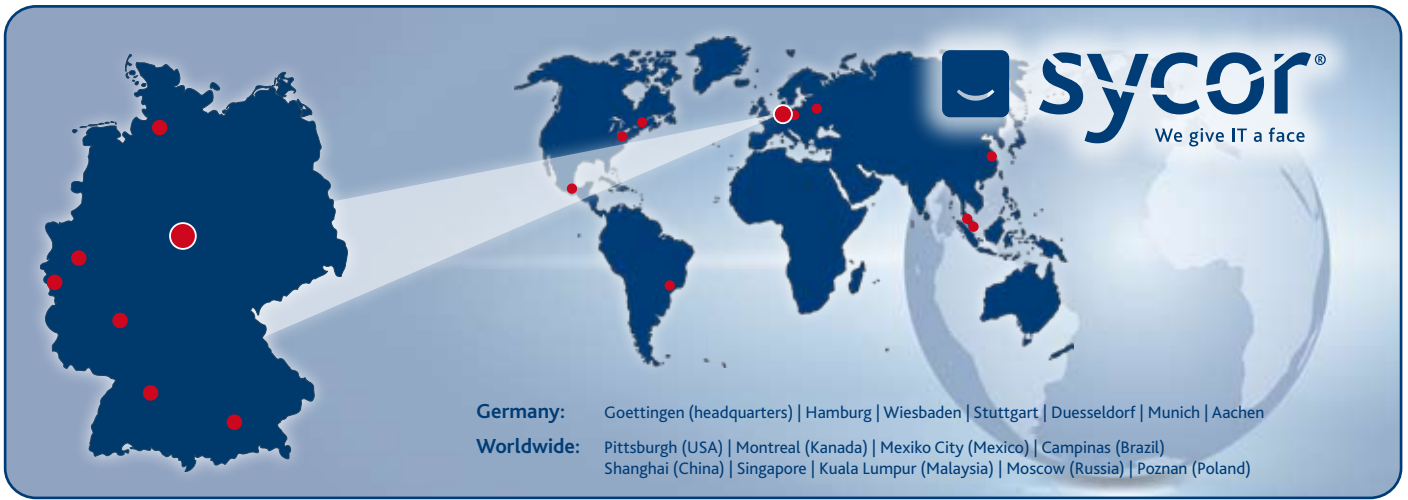 sycor®
We give IT a face
Germany: Goettingen (headquarters) | Hamburg | Wiesbaden | Stuttgart | Duesseldorf | Munich | Aachen
Worldwide: Pittsburgh (USA) | Montreal (Kanada) | Mexiko City (Mexico) | Campinas (Brazil)
Shanghai (China) | Singapore | Kuala Lumpur (Malaysia) | Moscow (Russia) | Poznan (Poland)